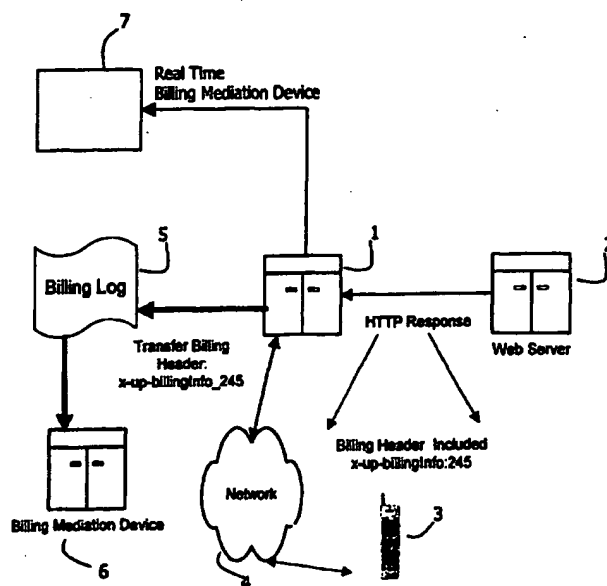 7
Real Time
Billing Mediation Device
5
1
2
Billing Log
HTTP Response
Web Server
Transfer Billing
Header:
x-up-billingInfo_245
Billing Header Included
x-up-billingInfo:245
Network
3
Billing Mediation Device
6
4